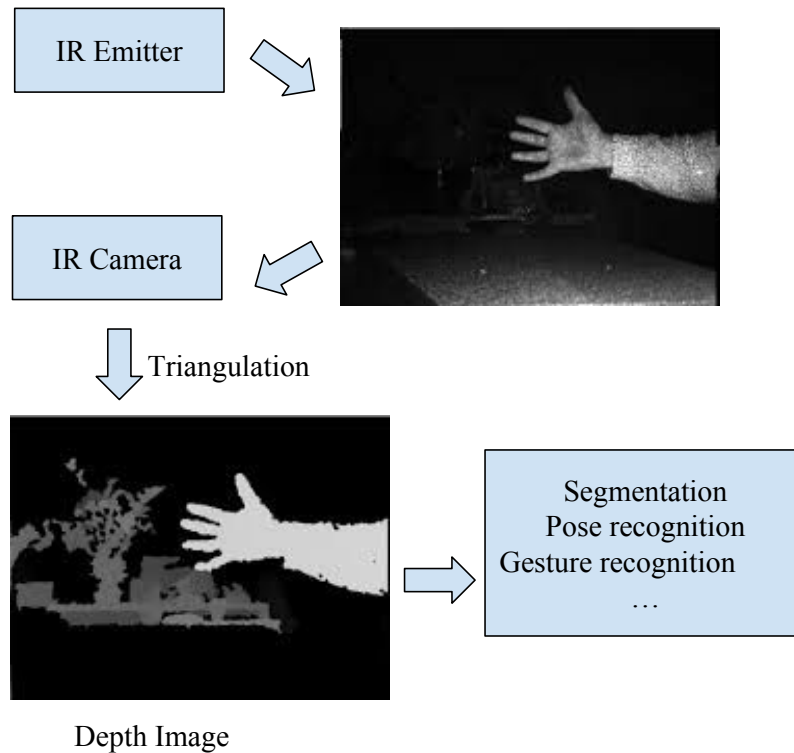 IR Emitter
IR Camera
Triangulation
Segmentation
Pose recognition
Gesture recognition
…
Depth Image